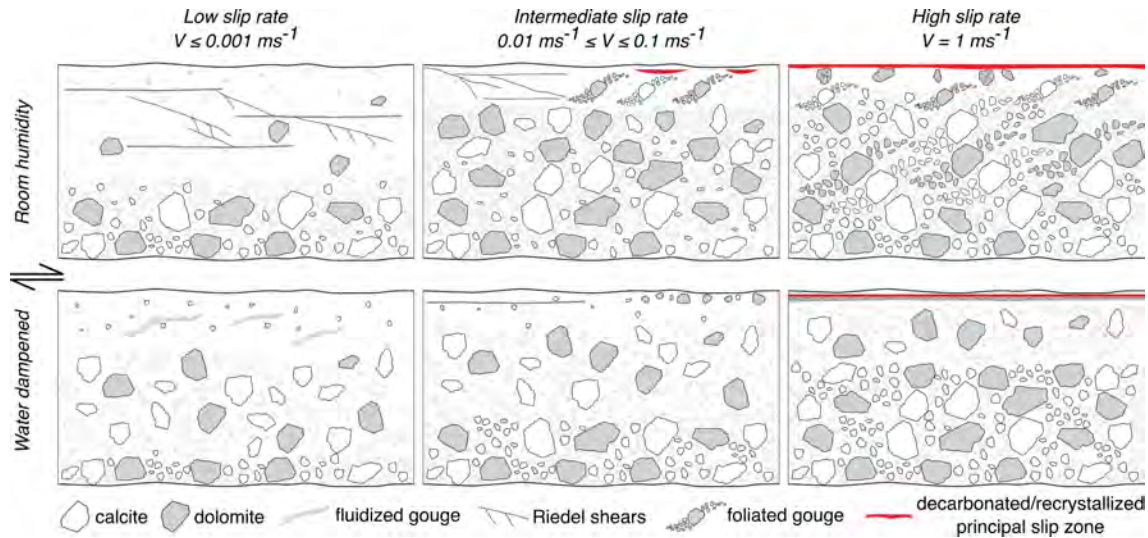 Low slip rate
V ≤ 0.001 ms⁻¹
Intermediate slip rate
0.01 ms⁻¹ ≤ V ≤ 0.1 ms⁻¹
High slip rate
V = 1 ms⁻¹
Room humidity
Water dampened
calcite
dolomite
fluidized gouge
Riedel shears
foliated gouge
decarbonated/recrystallized
principal slip zone